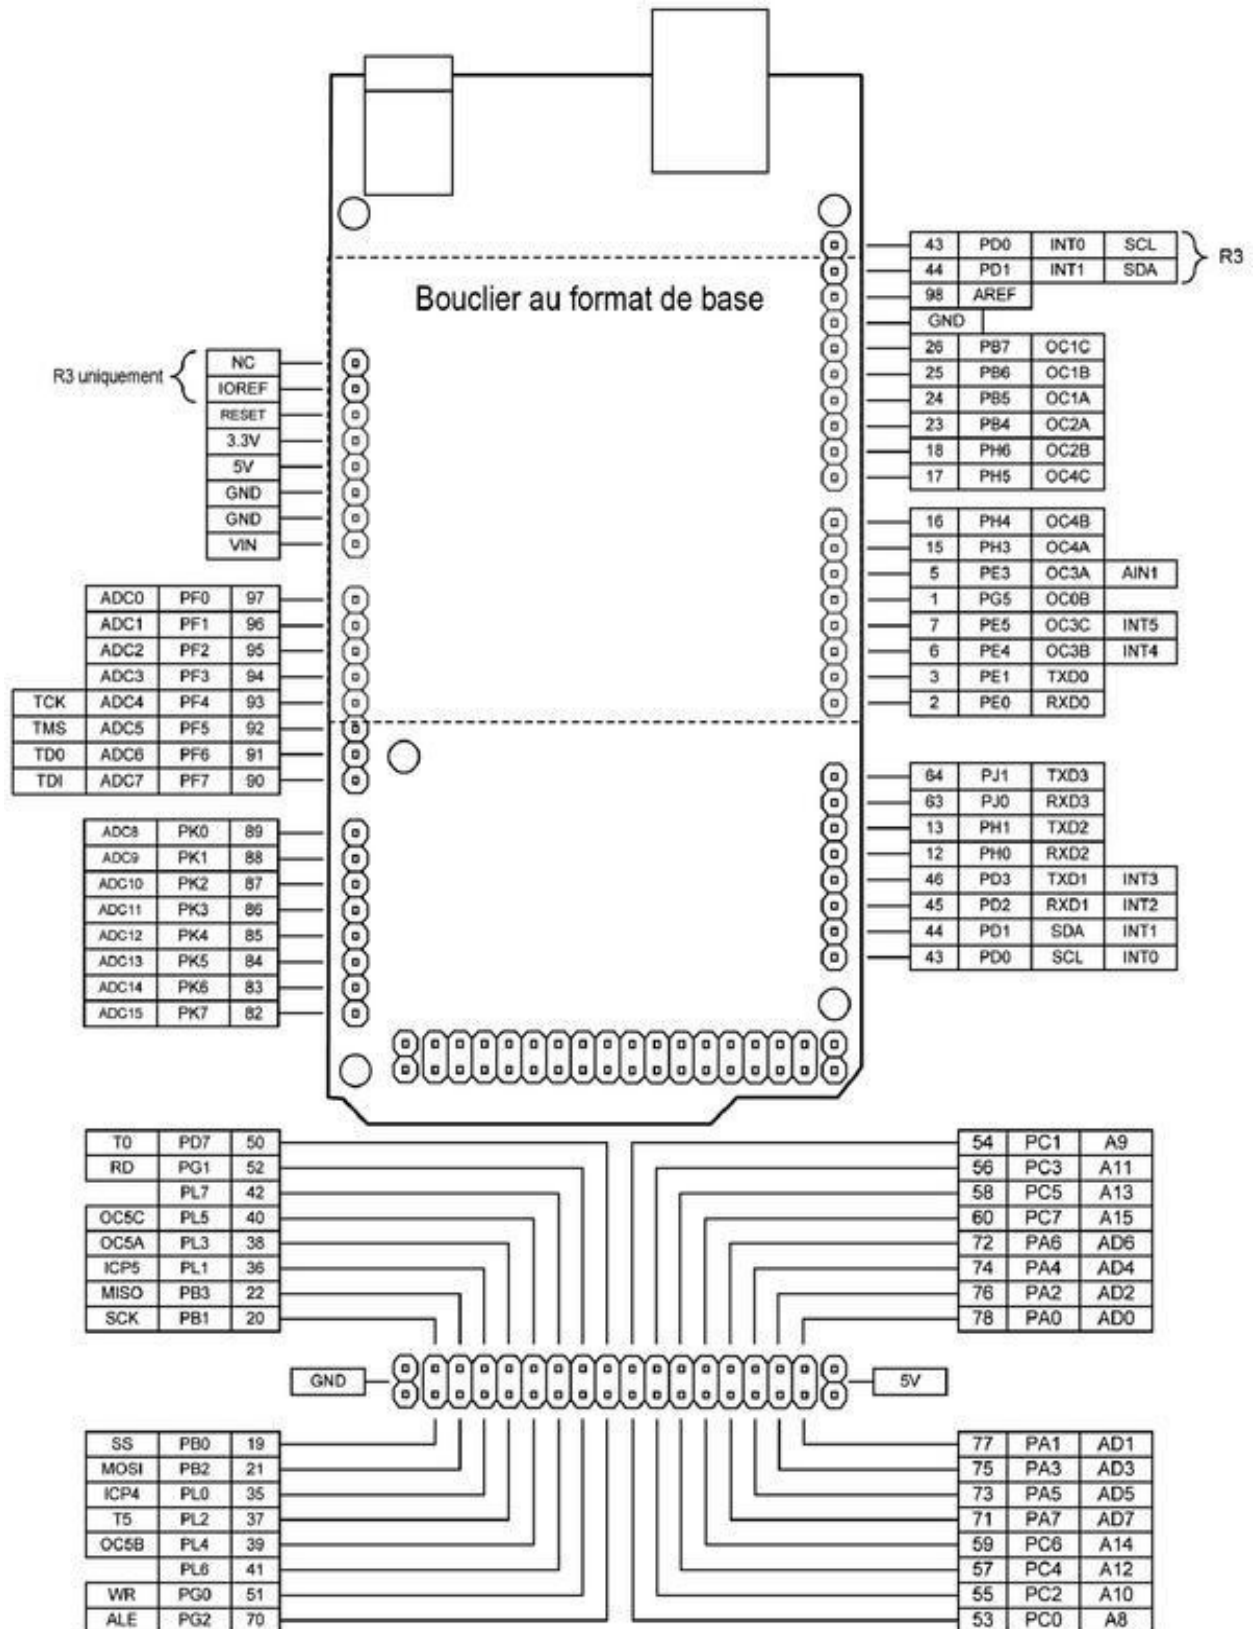 43 PD0 INT0 SCL
44 PD1 INT1 SDA
R3
98 AREF
GND
26 PB7 OC1C
25 PB6 OC1B
24 PB5 OC1A
23 PB4 OC2A
18 PH6 OC2B
17 PH5 OC4C
Bouclier au format de base
R3 uniquement
NC
IOREF
RESET
3.3V
5V
GND
GND
VIN
16 PH4 OC4B
15 PH3 OC4A
5 PE3 OC3A AIN1
1 PG5 OC0B
7 PE5 OC3C INT5
6 PE4 OC3B INT4
3 PE1 TXD0
2 PE0 RXD0
ADC0 PF0 97
ADC1 PF1 96
ADC2 PF2 95
ADC3 PF3 94
TCK ADC4 PF4 93
TMS ADC5 PF5 92
TD0 ADC6 PF6 91
TDI ADC7 PF7 90
64 PJ1 TXD3
63 PJ0 RXD3
13 PH1 TXD2
12 PH0 RXD2
46 PD3 TXD1 INT3
45 PD2 RXD1 INT2
44 PD1 SDA INT1
43 PD0 SCL INT0
ADC8 PK0 89
ADC9 PK1 88
ADC10 PK2 87
ADC11 PK3 86
ADC12 PK4 85
ADC13 PK5 84
ADC14 PK6 83
ADC15 PK7 82
T0 PD7 50
RD PG1 52
PL7 42
OC5C PL5 40
OC5A PL3 38
ICP5 PL1 36
MISO PB3 22
SCK PB1 20
54 PC1 A9
56 PC3 A11
58 PC5 A13
60 PC7 A15
72 PA6 AD6
74 PA4 AD4
76 PA2 AD2
78 PA0 AD0
GND
5V
SS PB0 19
MOSI PB2 21
ICP4 PL0 35
T5 PL2 37
OC5B PL4 39
PL6 41
WR PG0 51
ALE PG2 70
77 PA1 AD1
75 PA3 AD3
73 PA5 AD5
71 PA7 AD7
59 PC6 A14
57 PC4 A12
55 PC2 A10
53 PC0 A8